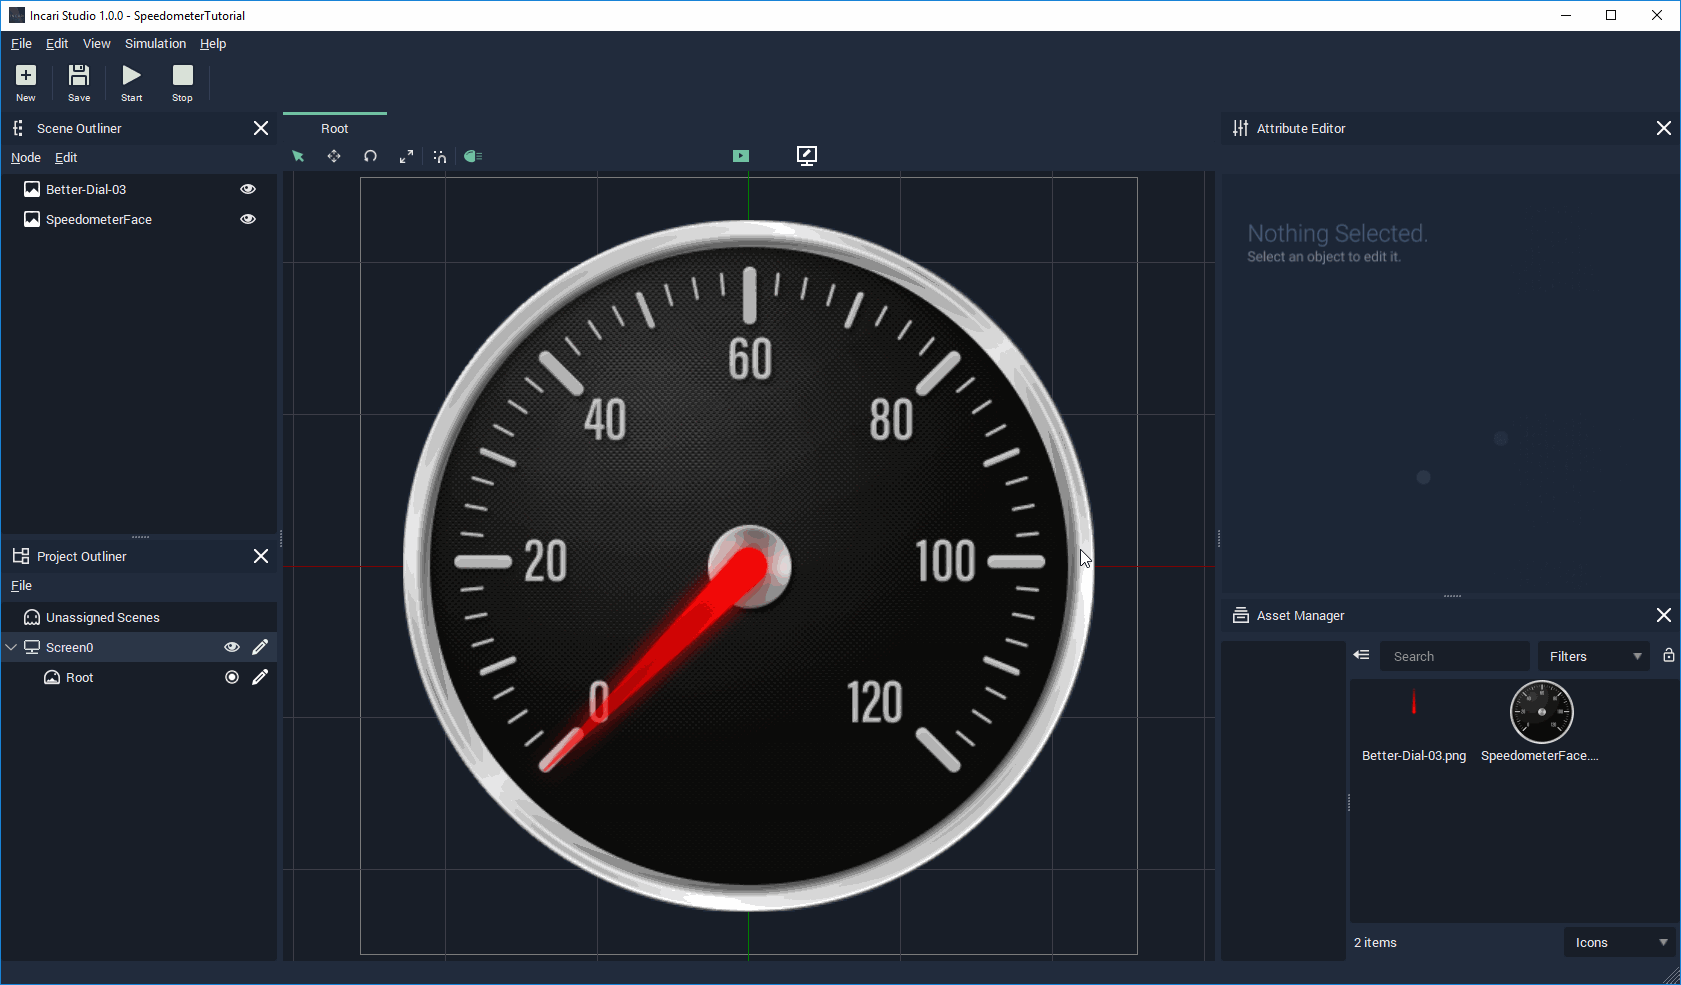 Incari Studio 1.0.0 - SpeedometerTutorial
File Edit View Simulation Help
New Save Start Stop
Scene Outliner
Node Edit
Better-Dial-03
SpeedometerFace
Project Outliner
File
Unassigned Scenes
Screen0
Root
Root
60
40 80
20 100
0 120
Attribute Editor
Nothing Selected.
Select an object to edit it.
Asset Manager
Search Filters
Better-Dial-03.png SpeedometerFace....
2 items Icons